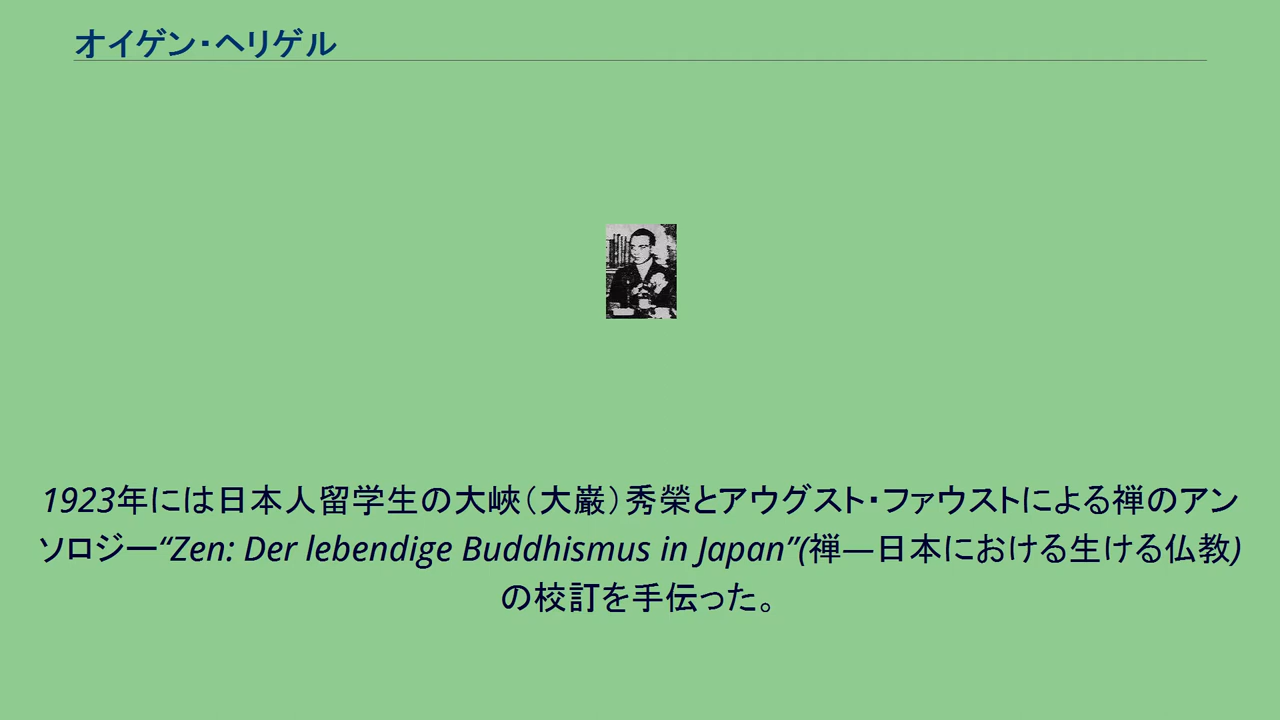 オイゲン・ヘリゲル
1923年には日本人留学生の大峽（大巌）秀榮とアウグスト・ファウストによる禅のアン
ソロジー“Zen: Der lebendige Buddhismus in Japan”(禅—日本における生ける仏教)
の校訂を手伝った。